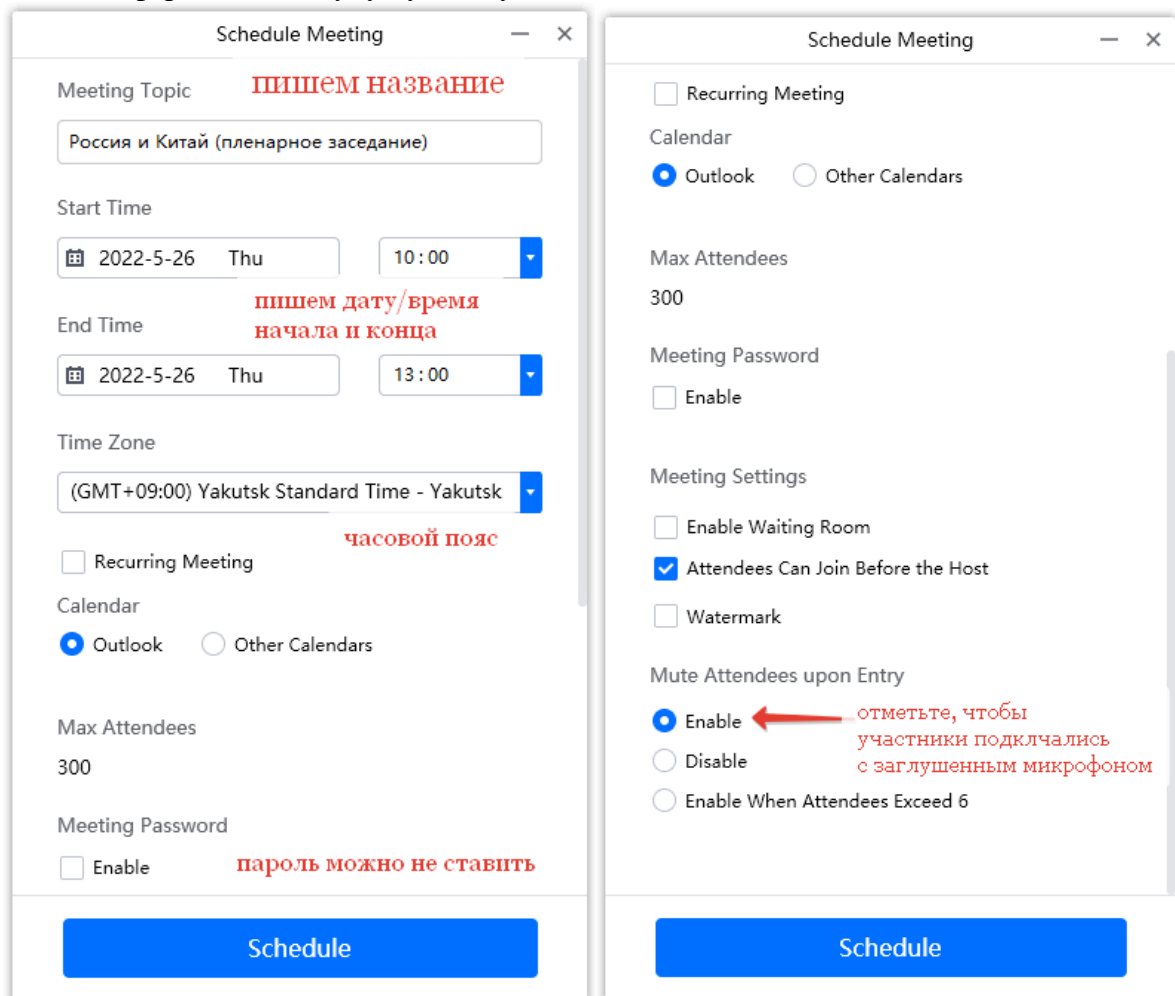 Schedule Meeting
Meeting Topic
пишем название
Россия и Китай (пленарное заседание)
Start Time
2022-5-26 Thu 10:00
пишем дату/время
начала и конца
End Time
2022-5-26 Thu 13:00
Time Zone
(GMT+09:00) Yakutsk Standard Time - Yakutsk
часовой пояс
Recurring Meeting
Calendar
Outlook Other Calendars
Max Attendees
300
Meeting Password
Enable
пароль можно не ставить
Schedule
Schedule Meeting
Recurring Meeting
Calendar
Outlook Other Calendars
Max Attendees
300
Meeting Password
Enable
Meeting Settings
Enable Waiting Room
Attendees Can Join Before the Host
Watermark
Mute Attendees upon Entry
Enable
отметьте, чтобы
участники подклчались
с заглушенным микрофоном
Disable
Enable When Attendees Exceed 6
Schedule